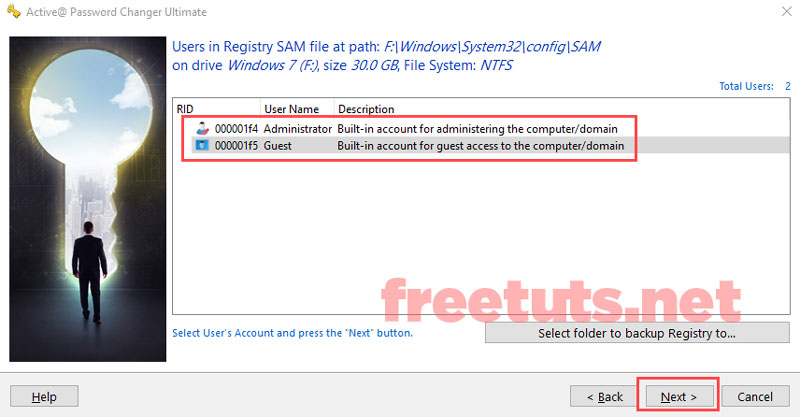 Active@ Password Changer Ultimate
Users in Registry SAM file at path: F:\Windows\System32\config\SAM
on drive Windows 7 (F:), size 30.0 GB, File System: NTFS
Total Users: 2
RID User Name Description
000001f4 Administrator Built-in account for administering the computer/domain
000001f5 Guest Built-in account for guest access to the computer/domain
freetuts.net
Select User's Account and press the "Next" button.
Select folder to backup Registry to...
Help < Back Next > Cancel